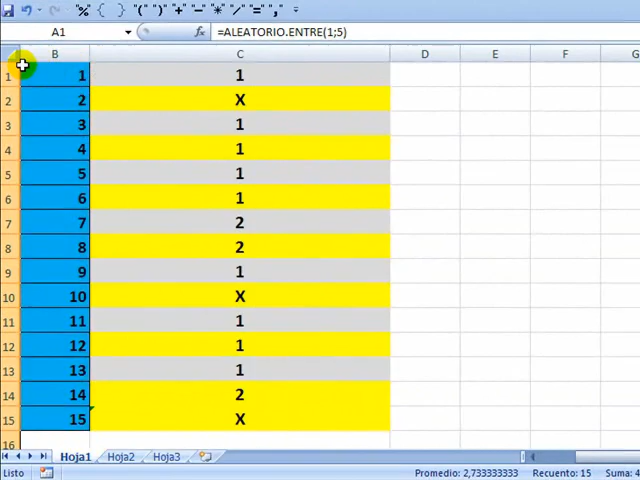 "(" ")" "+" "−" "*" "/" "=" ","
A1 fx =ALEATORIO.ENTRE(1;5)
B C D E F G
1 1 1
2 2 X
3 3 1
4 4 1
5 5 1
6 6 1
7 7 2
8 8 2
9 9 1
10 10 X
11 11 1
12 12 1
13 13 1
14 14 2
15 15 X
16
Hoja1 Hoja2 Hoja3
Listo Promedio: 2,733333333 Recuento: 15 Suma: 4